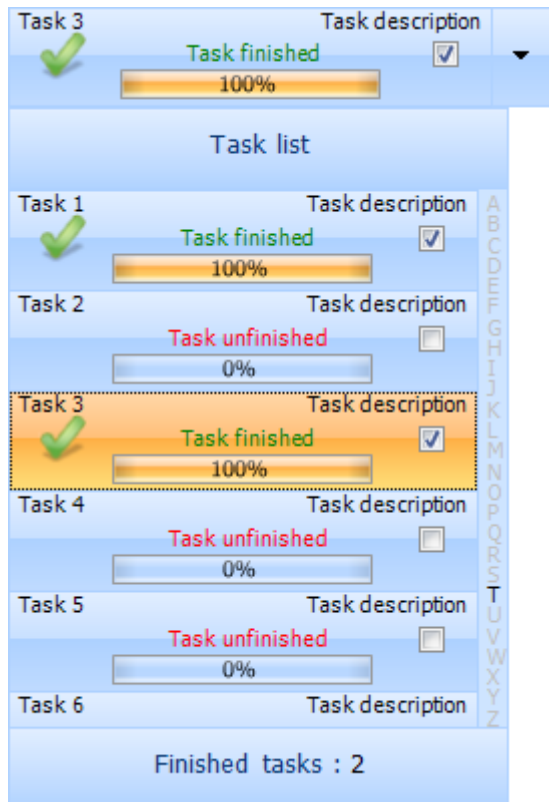 Task 3 Task description
Task finished
100%
Task list
Task 1 Task description
Task finished
100%
Task 2 Task description
Task unfinished
0%
Task 3 Task description
Task finished
100%
Task 4 Task description
Task unfinished
0%
Task 5 Task description
Task unfinished
0%
Task 6 Task description
A
B
C
D
E
F
G
H
I
J
K
L
M
N
O
P
Q
R
S
T
U
V
W
X
Y
Z
Finished tasks : 2